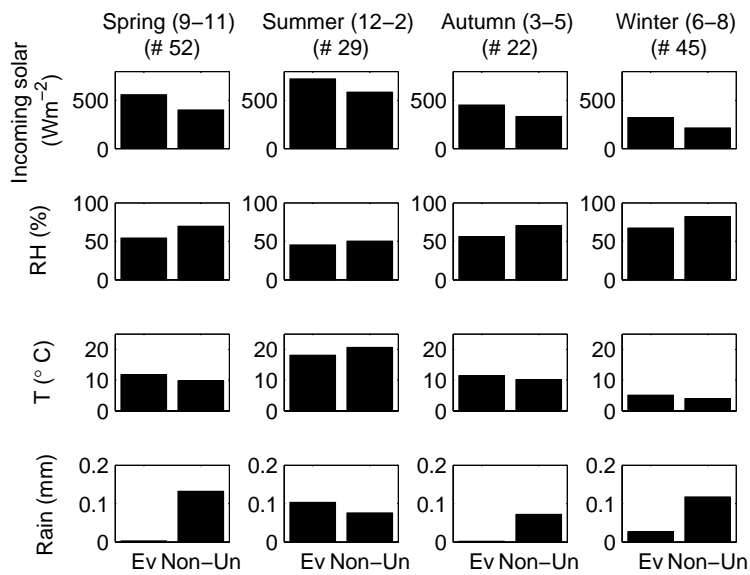 Spring (9−11) Summer (12−2) Autumn (3−5) Winter (6−8)
(# 52) (# 29) (# 22) (# 45)
Incoming solar
(Wm−2)
500 500 500 500
0 0 0 0
RH (%)
100 100 100 100
50 50 50 50
0 0 0 0
T (° C)
20 20 20 20
10 10 10 10
0 0 0 0
Rain (mm)
0.2 0.2 0.2 0.2
0.1 0.1 0.1 0.1
0 0 0 0
Ev Non−Un Ev Non−Un Ev Non−Un Ev Non−Un